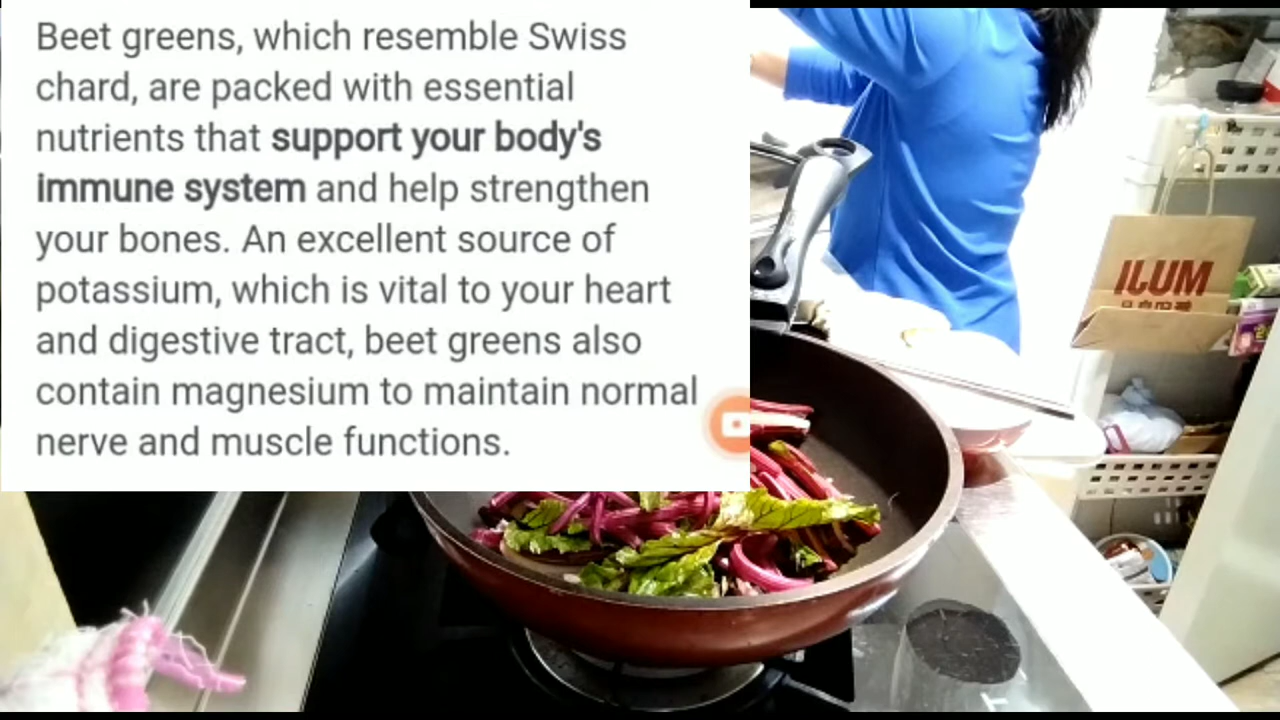 Beet greens, which resemble Swiss
chard, are packed with essential
nutrients that support your body's
immune system and help strengthen
your bones. An excellent source of
potassium, which is vital to your heart
and digestive tract, beet greens also
contain magnesium to maintain normal
nerve and muscle functions.